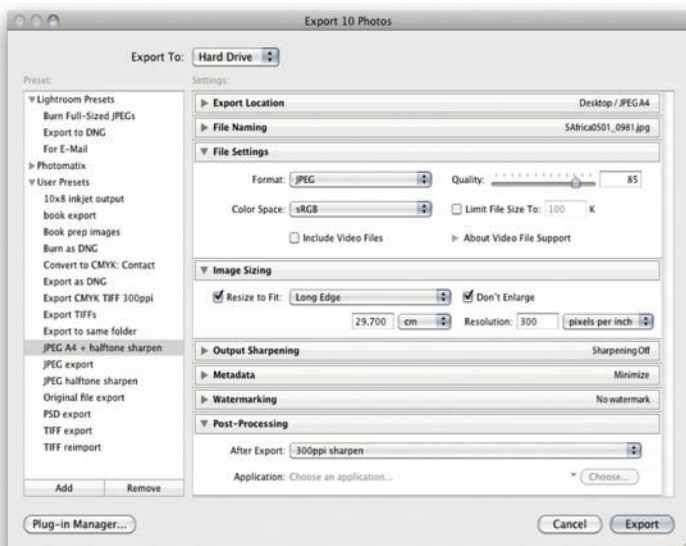 Export 10 Photos
Export To: Hard Drive
Preset:
Lightroom Presets
Burn Full-Sized JPEGs
Export to DNG
For E-Mail
Photomatix
User Presets
10x8 inkjet output
book export
Book prep images
Burn as DNG
Convert to CMYK: Contact
Export as DNG
Export CMYK TIFF 300ppi
Export TIFFs
Export to same folder
JPEG A4 + halftone sharpen
JPEG export
JPEG halftone sharpen
Original file export
PSD export
TIFF export
TIFF reimport
Add Remove
Settings:
Export Location Desktop / JPEG A4
File Naming SAfrica0501_0981.jpg
File Settings
Format: JPEG Quality: 85
Color Space: sRGB Limit File Size To: 100 K
Include Video Files About Video File Support
Image Sizing
Resize to Fit: Long Edge Don't Enlarge
29.700 cm Resolution: 300 pixels per inch
Output Sharpening Sharpening Off
Metadata Minimize
Watermarking No watermark
Post-Processing
After Export: 300ppi sharpen
Application: Choose an application... Choose...
Plug-in Manager... Cancel Export